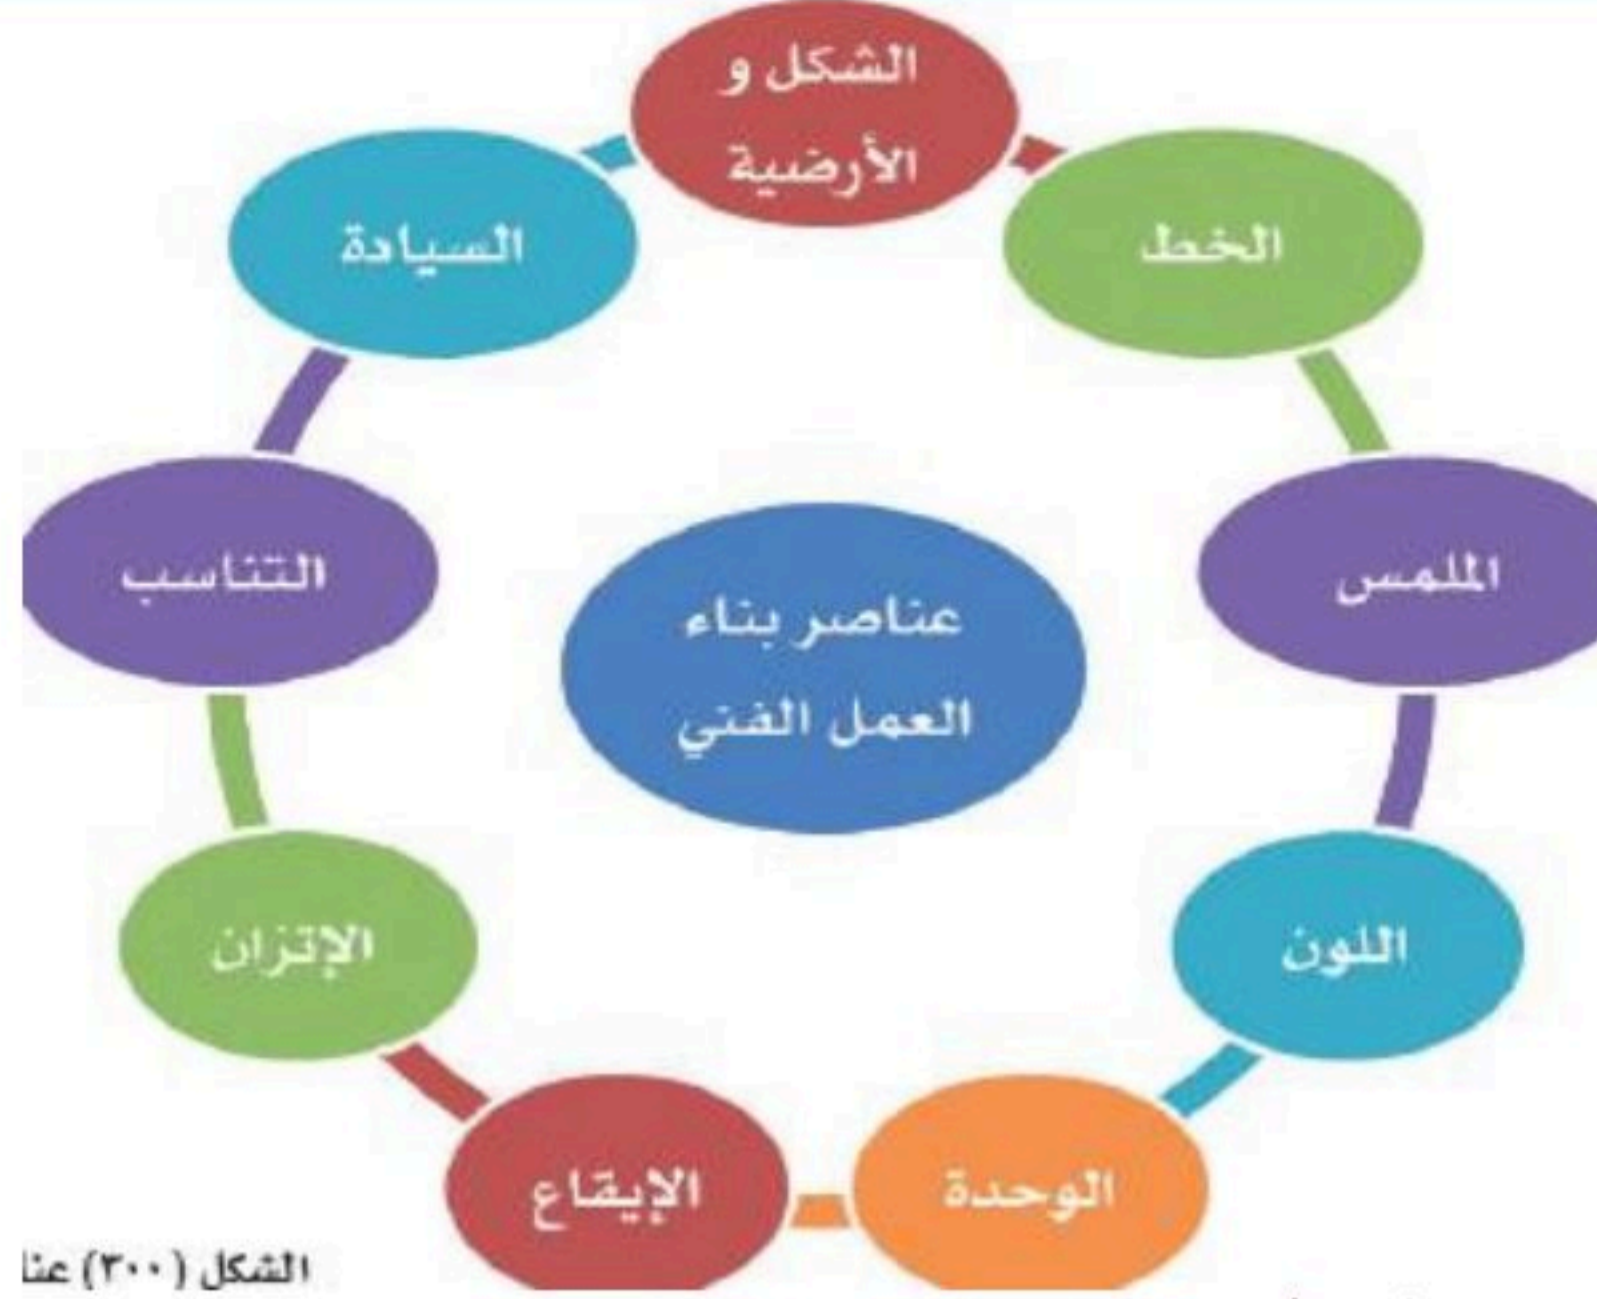 الشكل و
الأرضية
الخط
الملمس
اللون
الوحدة
الإيقاع
الإتزان
التناسب
السيادة
عناصر بناء
العمل الفني
الشكل (٣٠٠)